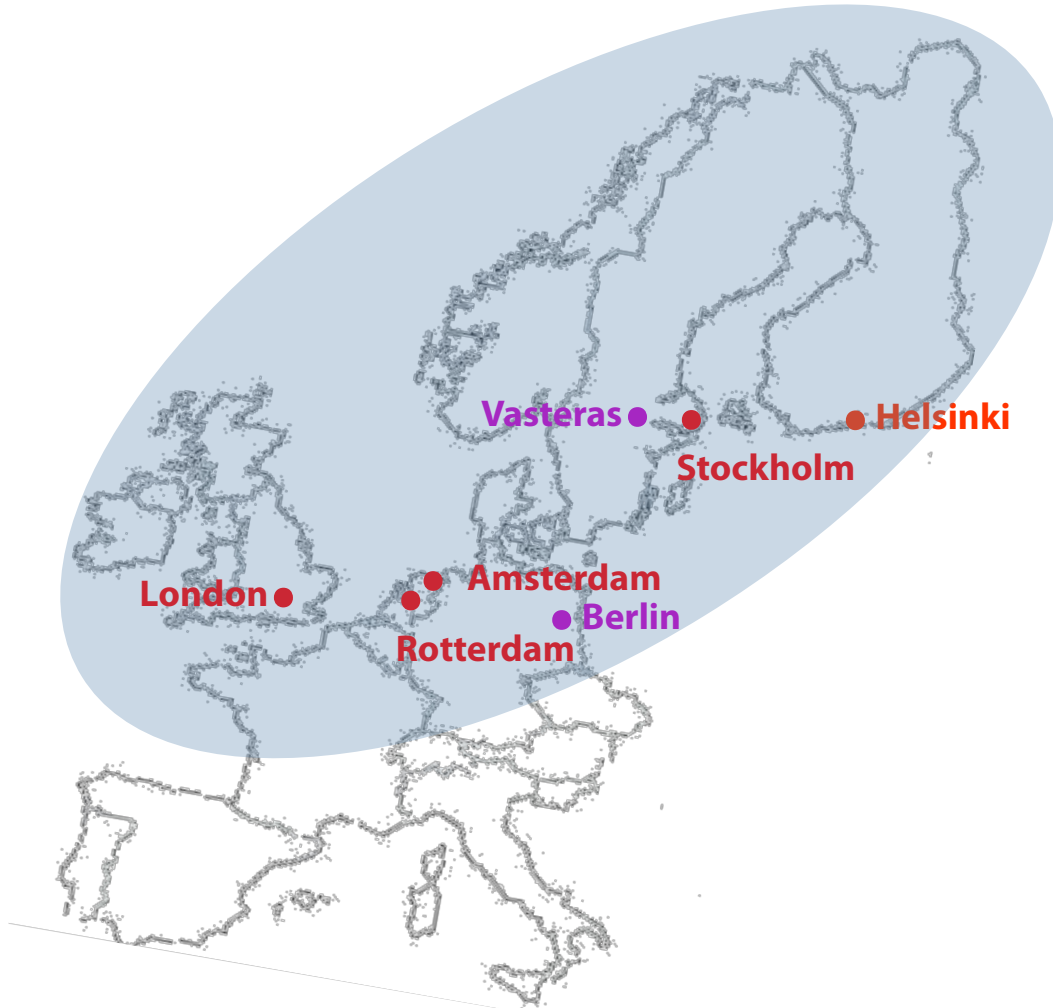 Vasteras
Helsinki
Stockholm
Amsterdam
London
Berlin
Rotterdam